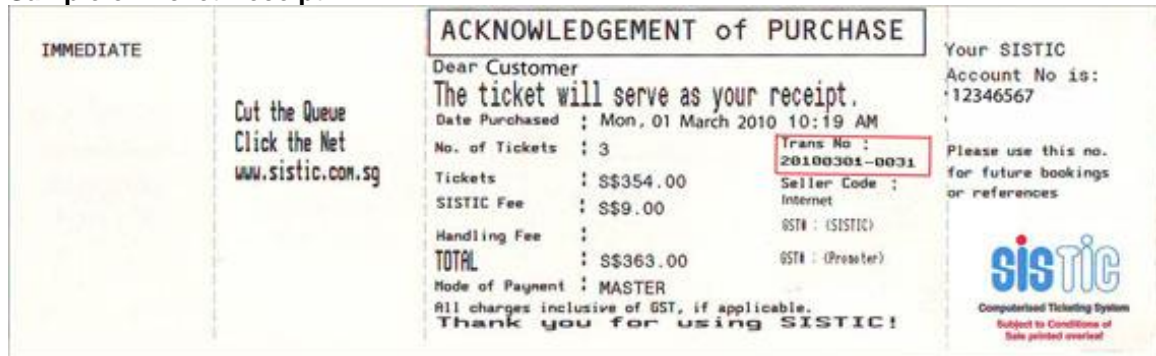 IMMEDIATE
Cut the Queue
Click the Net
www.sistic.com.sg
ACKNOWLEDGEMENT of PURCHASE
Dear Customer
The ticket will serve as your receipt.
Date Purchased : Mon, 01 March 2010 10:19 AM
No. of Tickets : 3
Trans No :
20100301-0031
Tickets : S$354.00
Seller Code :
Internet
SISTIC Fee : S$9.00
GST# : (SISTIC)
Handling Fee :
TOTAL : S$363.00
GST# : (Promoter)
Mode of Payment : MASTER
All charges inclusive of GST, if applicable.
Thank you for using SISTIC!
Your SISTIC
Account No is:
12346567
Please use this no.
for future bookings
or references
SISTIC
Computerised Ticketing System
Subject to Conditions of
Sale printed overleaf